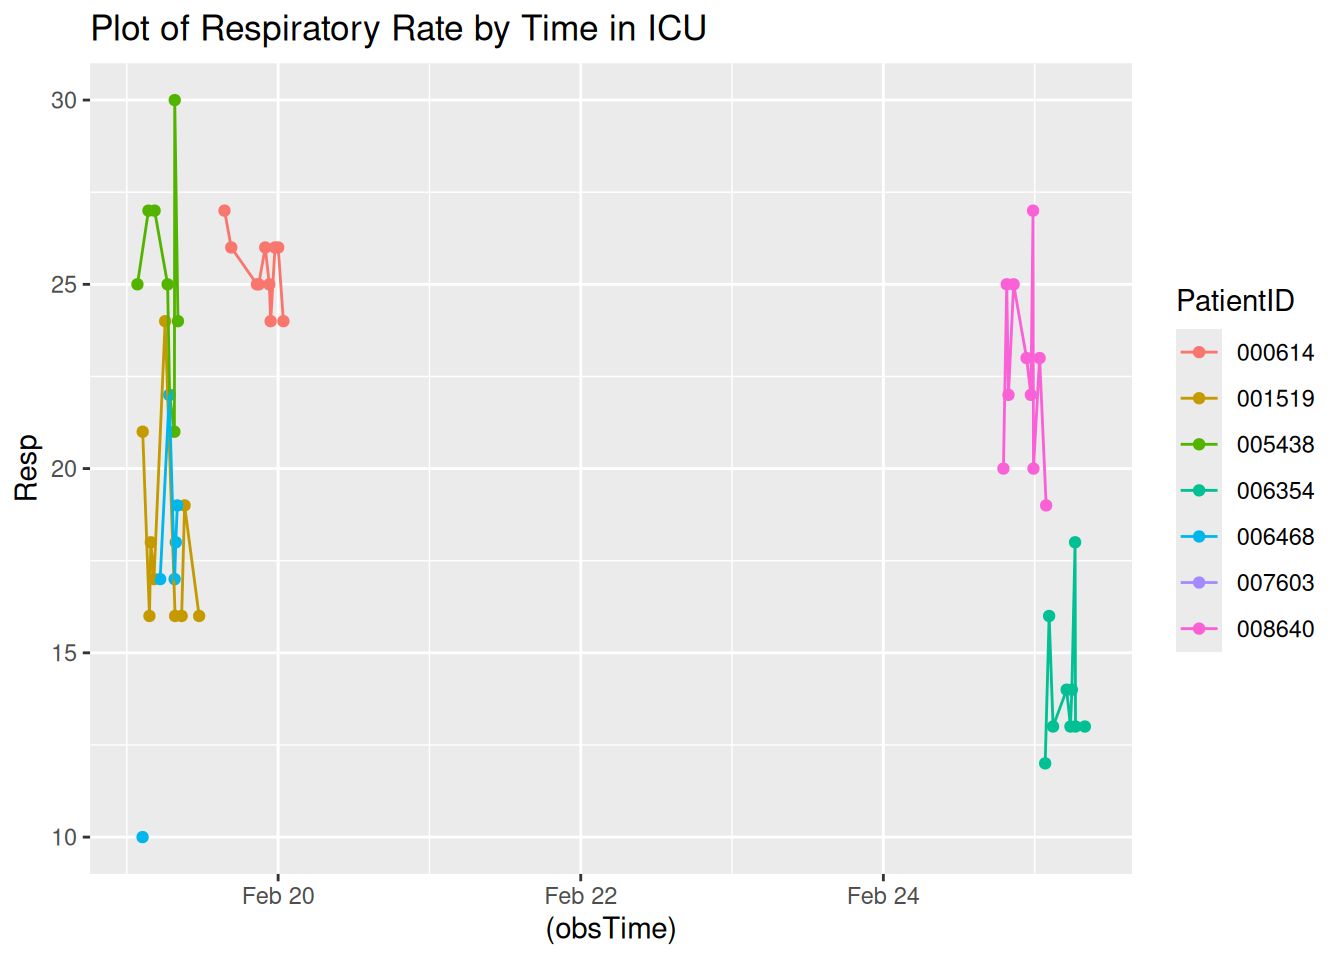 Plot of Respiratory Rate by Time in ICU
30
25
20
15
10
Resp
Feb 20
Feb 22
Feb 24
(obsTime)
PatientID
000614
001519
005438
006354
006468
007603
008640